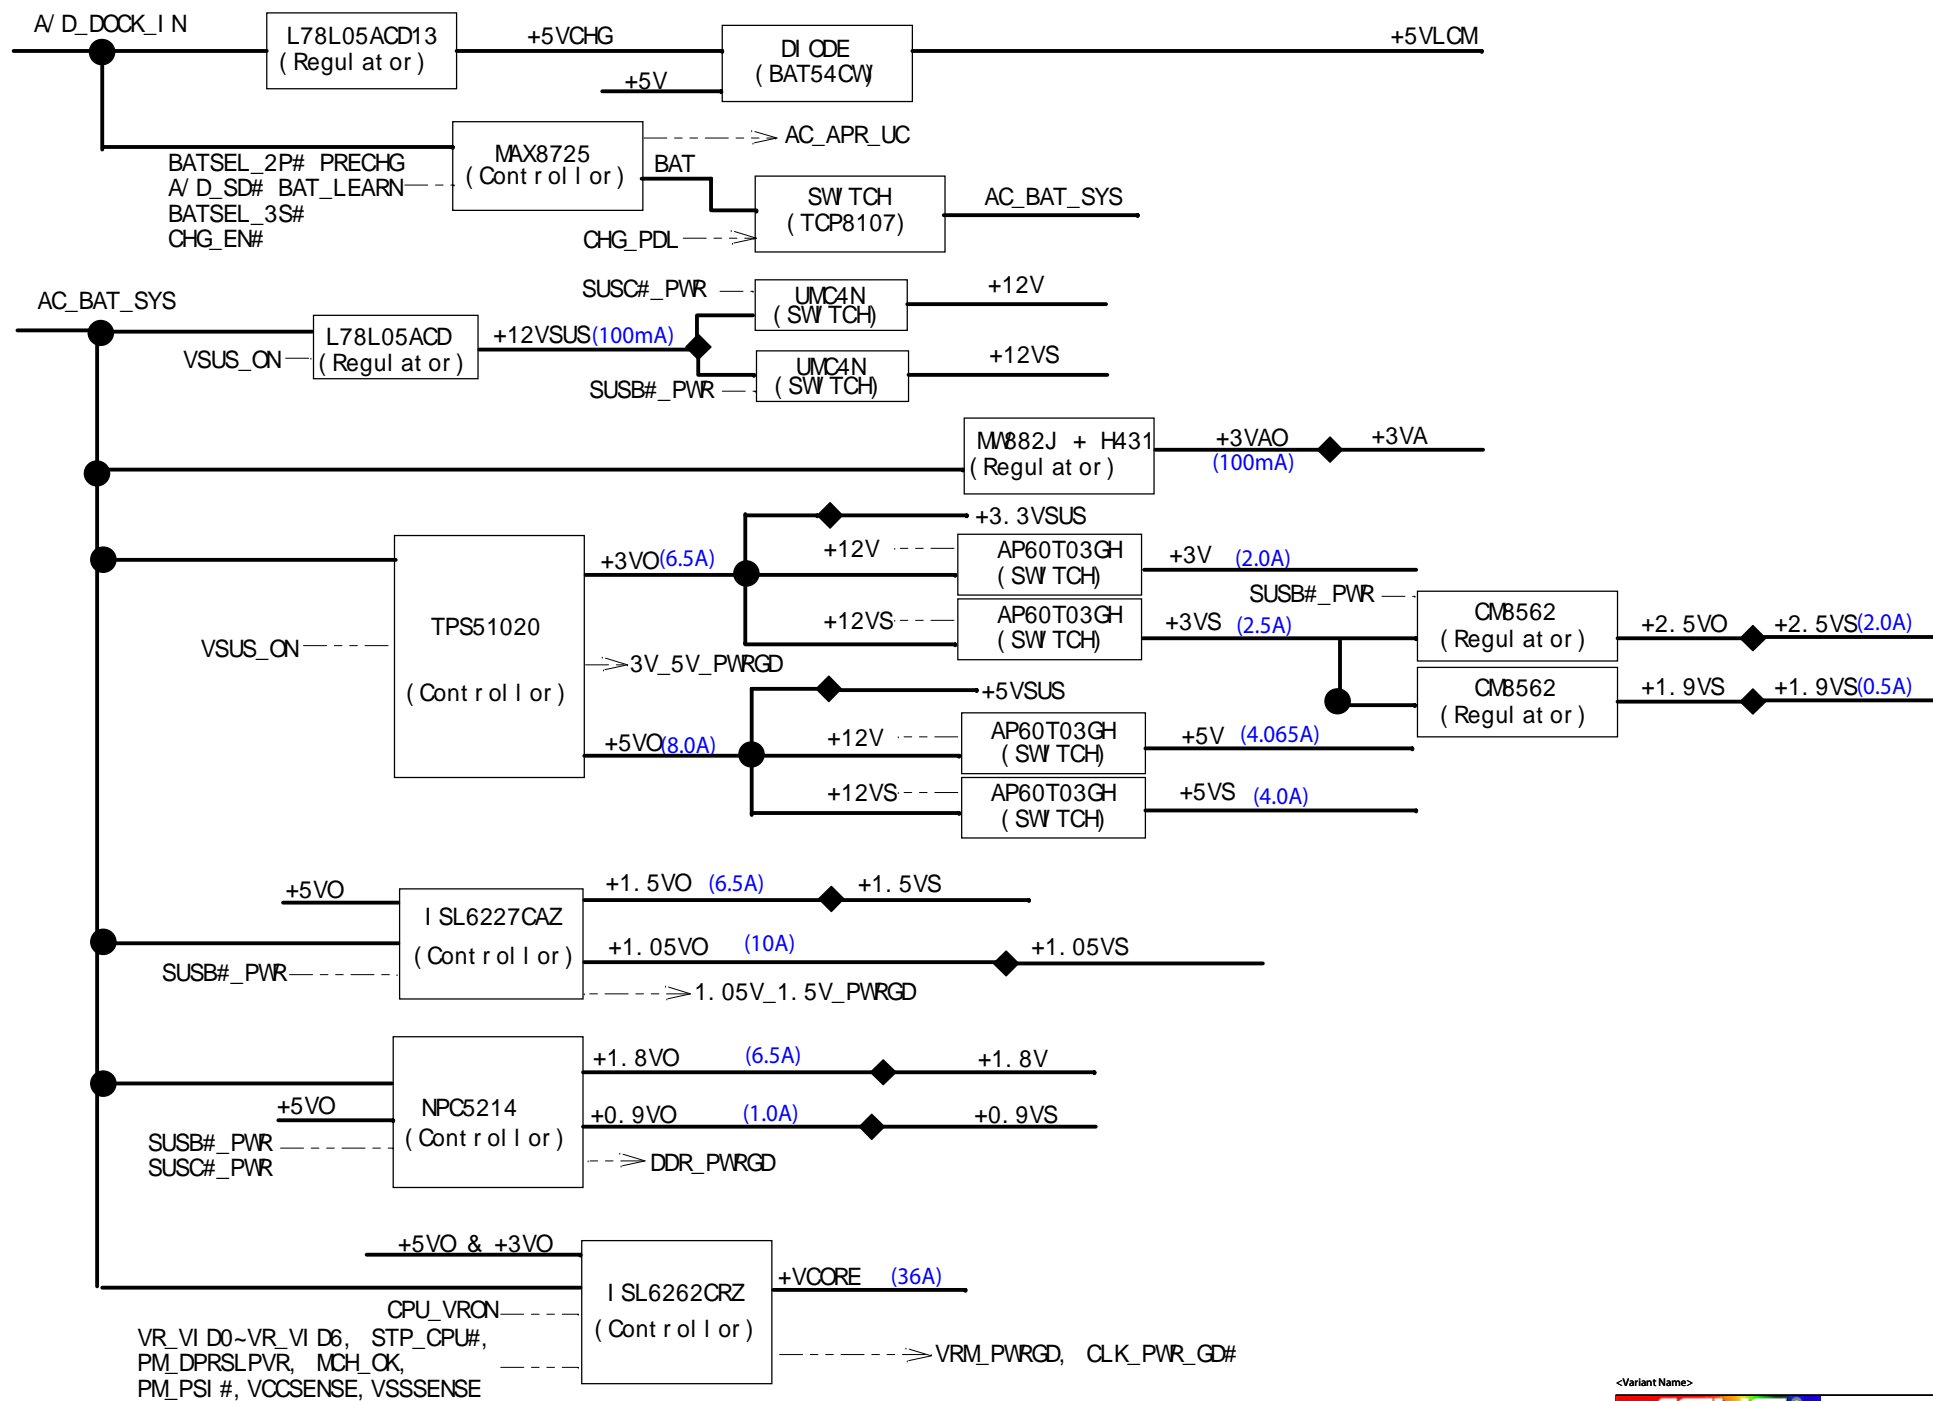 A/D_DOCK_IN
L78L05ACD13
(Regulator)
+5VCHG
+5V
DIODE
(BAT54CW)
+5VLCM
MAX8725
(Controllor)
AC_APR_UC
BAT
BATSEL_2P# PRECHG
A/D_SD# BAT_LEARN
BATSEL_3S#
CHG_EN#
SWITCH
(TCP8107)
AC_BAT_SYS
CHG_PDL
AC_BAT_SYS
VSUS_ON
L78L05ACD
(Regulator)
+12VSUS(100mA)
SUSC#_PWR
UMC4N
(SWITCH)
+12V
SUSB#_PWR
UMC4N
(SWITCH)
+12VS
MMJ882J + H431
(Regulator)
+3VAO
(100mA)
+3VA
VSUS_ON
TPS51020
(Controllor)
+3VO(6.5A)
+3.3VSUS
+12V
AP60T03GH
(SWITCH)
+3V (2.0A)
+12VS
AP60T03GH
(SWITCH)
+3VS (2.5A)
SUSB#_PWR
CM8562
(Regulator)
+2.5VO
+2.5VS(2.0A)
CM8562
(Regulator)
+1.9VS
+1.9VS(0.5A)
3V_5V_PWRGD
+5VO(8.0A)
+5VSUS
+12V
AP60T03GH
(SWITCH)
+5V (4.065A)
+12VS
AP60T03GH
(SWITCH)
+5VS (4.0A)
+5VO
SUSB#_PWR
ISL6227CAZ
(Controllor)
+1.5VO (6.5A)
+1.5VS
+1.05VO (10A)
+1.05VS
1.05V_1.5V_PWRGD
+5VO
SUSB#_PWR
SUSC#_PWR
NPC5214
(Controllor)
+1.8VO (6.5A)
+1.8V
+0.9VO (1.0A)
+0.9VS
DDR_PWRGD
+5VO & +3VO
CPU_VRON
VR_VID0~VR_VID6, STP_CPU#,
PM_DPRSLPVR, MCH_OK,
PM_PSI#, VCCSENSE, VSSSENSE
ISL6262CRZ
(Controllor)
+VCORE (36A)
VRM_PWRGD, CLK_PWR_GD#
<Variant Name>